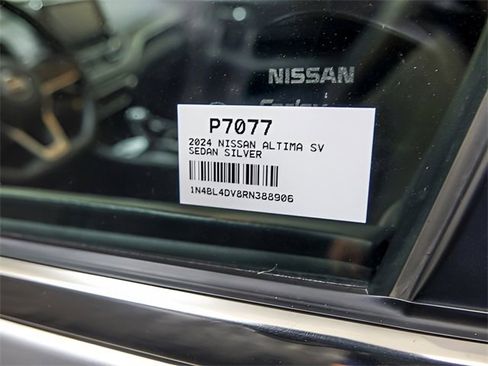 NISSAN
P7077
2024 NISSAN ALTIMA SV
SEDAN SILVER
1N4BL4DV8RN388906